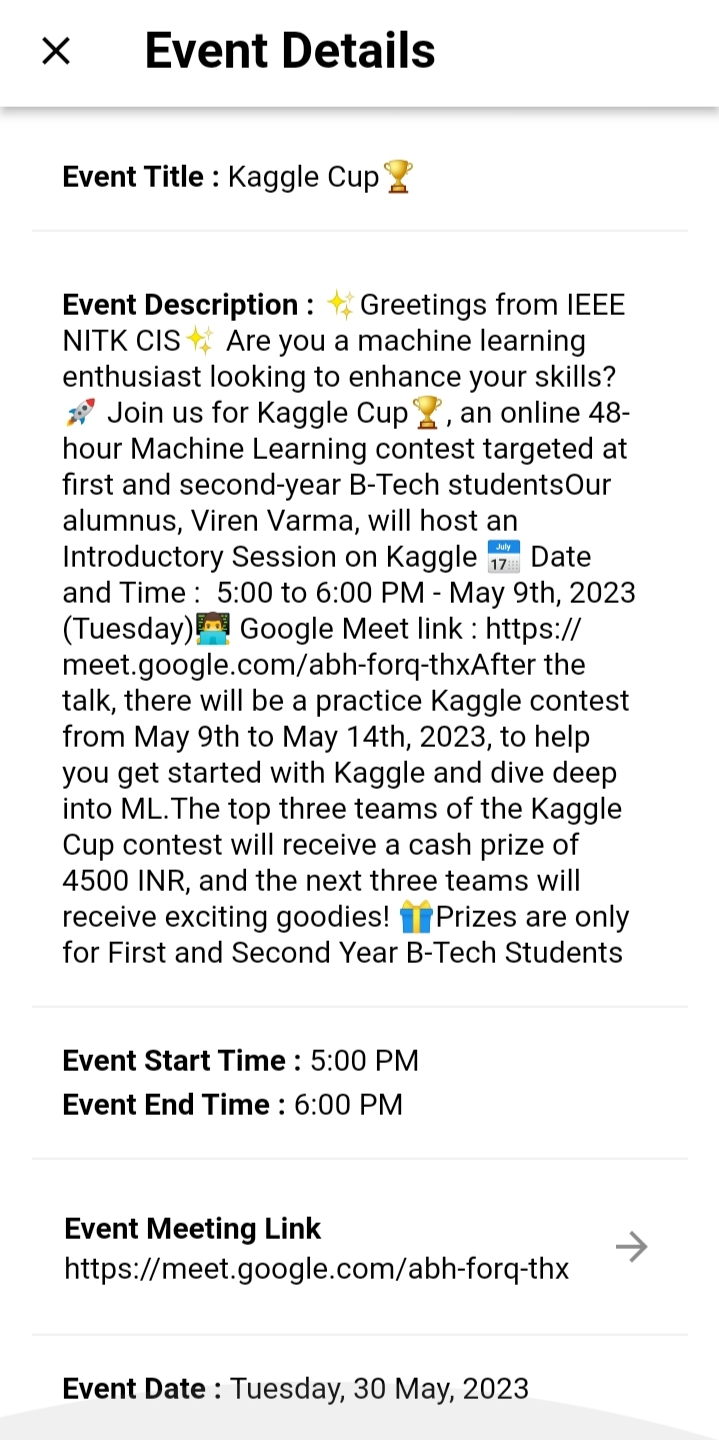 Event Details
Event Title : Kaggle Cup🏆
Event Description : ✨Greetings from IEEE
NITK CIS✨ Are you a machine learning
enthusiast looking to enhance your skills?
🚀 Join us for Kaggle Cup🏆, an online 48-
hour Machine Learning contest targeted at
first and second-year B-Tech studentsOur
alumnus, Viren Varma, will host an
Introductory Session on Kaggle 📅 Date
and Time :  5:00 to 6:00 PM - May 9th, 2023
(Tuesday)👨‍💻 Google Meet link : https://
meet.google.com/abh-forq-thxAfter the
talk, there will be a practice Kaggle contest
from May 9th to May 14th, 2023, to help
you get started with Kaggle and dive deep
into ML.The top three teams of the Kaggle
Cup contest will receive a cash prize of
4500 INR, and the next three teams will
receive exciting goodies! 🎁Prizes are only
for First and Second Year B-Tech Students
Event Start Time : 5:00 PM
Event End Time : 6:00 PM
Event Meeting Link
https://meet.google.com/abh-forq-thx
Event Date : Tuesday, 30 May, 2023